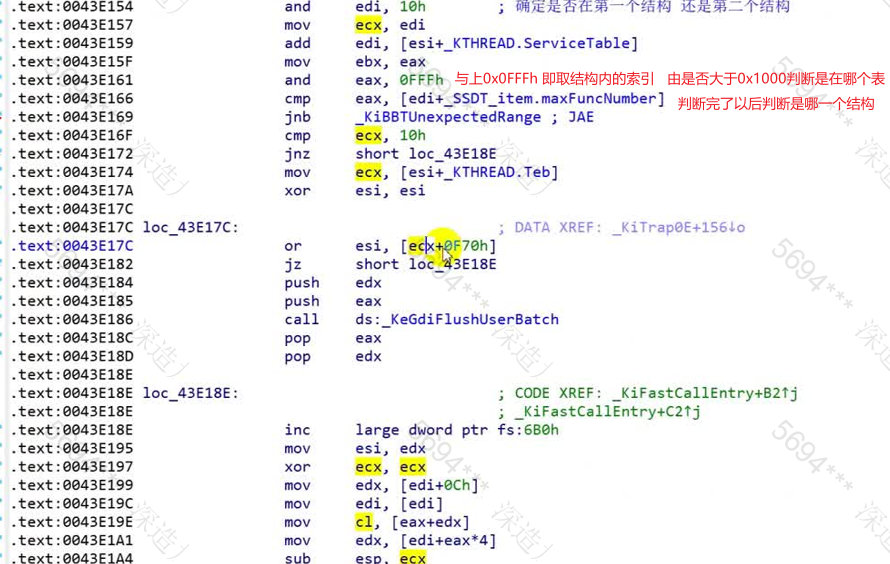 .text:0043E154 and edi, 10h ; 确定是否在第一个结构 还是第二个结构
.text:0043E157 mov ecx, edi
.text:0043E159 add edi, [esi+_KTHREAD.ServiceTable]
.text:0043E15F mov ebx, eax
.text:0043E161 and eax, 0FFFh 与上0x0FFFh 即取结构内的索引 由是否大于0x1000判断是在哪个表
.text:0043E166 cmp eax, [edi+_SSDT_item.maxFuncNumber] 判断完了以后判断是哪一个结构
.text:0043E169 jnb _KiBBTUnexpectedRange ; JAE
.text:0043E16F cmp ecx, 10h
.text:0043E172 jnz short loc_43E18E
.text:0043E174 mov ecx, [esi+_KTHREAD.Teb]
.text:0043E17A xor esi, esi
.text:0043E17C
.text:0043E17C loc_43E17C: ; DATA XREF: _KiTrap0E+156↓o
.text:0043E17C or esi, [ecx+0F70h]
.text:0043E182 jz short loc_43E18E
.text:0043E184 push edx
.text:0043E185 push eax
.text:0043E186 call ds:_KeGdiFlushUserBatch
.text:0043E18C pop eax
.text:0043E18D pop edx
.text:0043E18E
.text:0043E18E loc_43E18E: ; CODE XREF: _KiFastCallEntry+B2↑j
.text:0043E18E ; _KiFastCallEntry+C2↑j
.text:0043E18E inc large dword ptr fs:6B0h
.text:0043E195 mov esi, edx
.text:0043E197 xor ecx, ecx
.text:0043E199 mov edx, [edi+0Ch]
.text:0043E19C mov edi, [edi]
.text:0043E19E mov cl, [eax+edx]
.text:0043E1A1 mov edx, [edi+eax*4]
.text:0043E1A4 sub esp, ecx